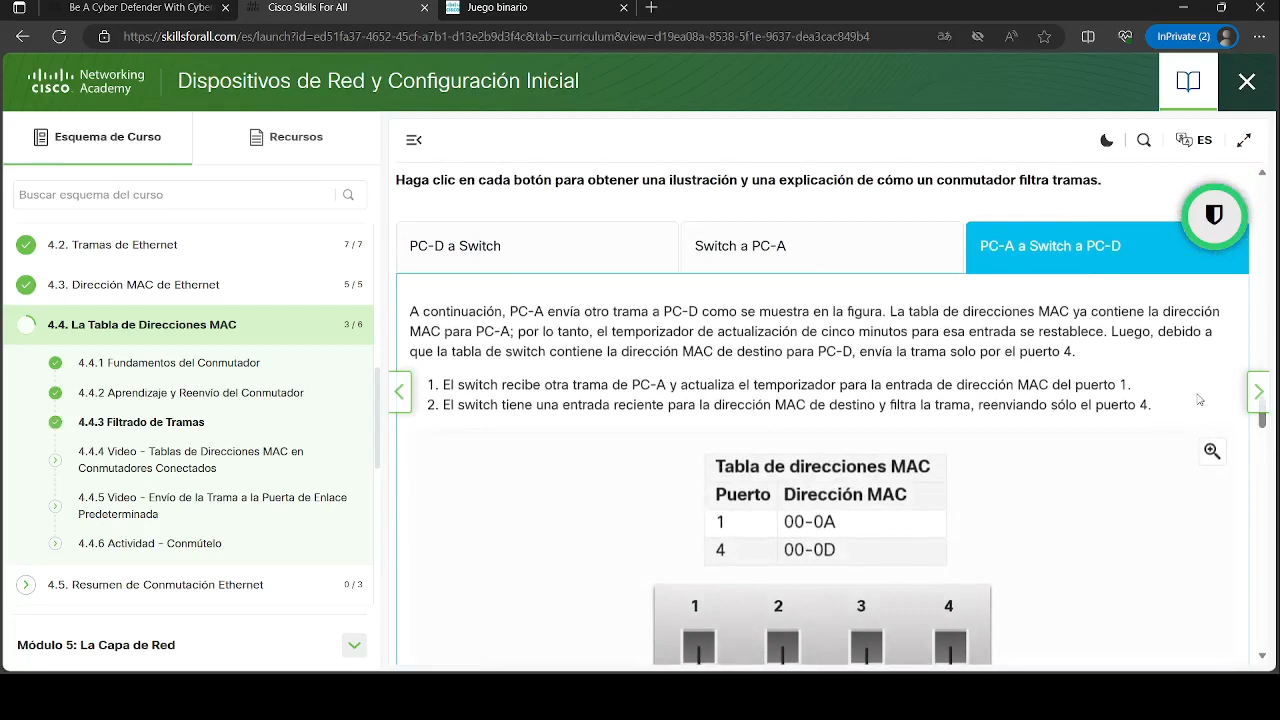 Be A Cyber Defender With Cyber
Cisco Skills For All
Juego binario
https://skillsforall.com/es/launch?id=ed51fa37-4652-45cf-a7b1-d13e2b9d3f4c&tab=curriculum&view=d19ea08a-8538-5f1e-9637-dea3cac849b4
InPrivate (2)
CISCO Networking Academy
Dispositivos de Red y Configuración Inicial
Esquema de Curso
Recursos
ES
Buscar esquema del curso
4.2. Tramas de Ethernet 7 / 7
4.3. Dirección MAC de Ethernet 5 / 5
4.4. La Tabla de Direcciones MAC 3 / 6
4.4.1 Fundamentos del Conmutador
4.4.2 Aprendizaje y Reenvío del Conmutador
4.4.3 Filtrado de Tramas
4.4.4 Video - Tablas de Direcciones MAC en
Conmutadores Conectados
4.4.5 Video - Envío de la Trama a la Puerta de Enlace
Predeterminada
4.4.6 Actividad - Conmútelo
4.5. Resumen de Conmutación Ethernet 0 / 3
Módulo 5: La Capa de Red
Haga clic en cada botón para obtener una ilustración y una explicación de cómo un conmutador filtra tramas.
PC-D a Switch
Switch a PC-A
PC-A a Switch a PC-D
A continuación, PC-A envía otro trama a PC-D como se muestra en la figura. La tabla de direcciones MAC ya contiene la dirección
MAC para PC-A; por lo tanto, el temporizador de actualización de cinco minutos para esa entrada se restablece. Luego, debido a
que la tabla de switch contiene la dirección MAC de destino para PC-D, envía la trama solo por el puerto 4.
1. El switch recibe otra trama de PC-A y actualiza el temporizador para la entrada de dirección MAC del puerto 1.
2. El switch tiene una entrada reciente para la dirección MAC de destino y filtra la trama, reenviando sólo el puerto 4.
Tabla de direcciones MAC
Puerto Dirección MAC
1 00-0A
4 00-0D
1 2 3 4